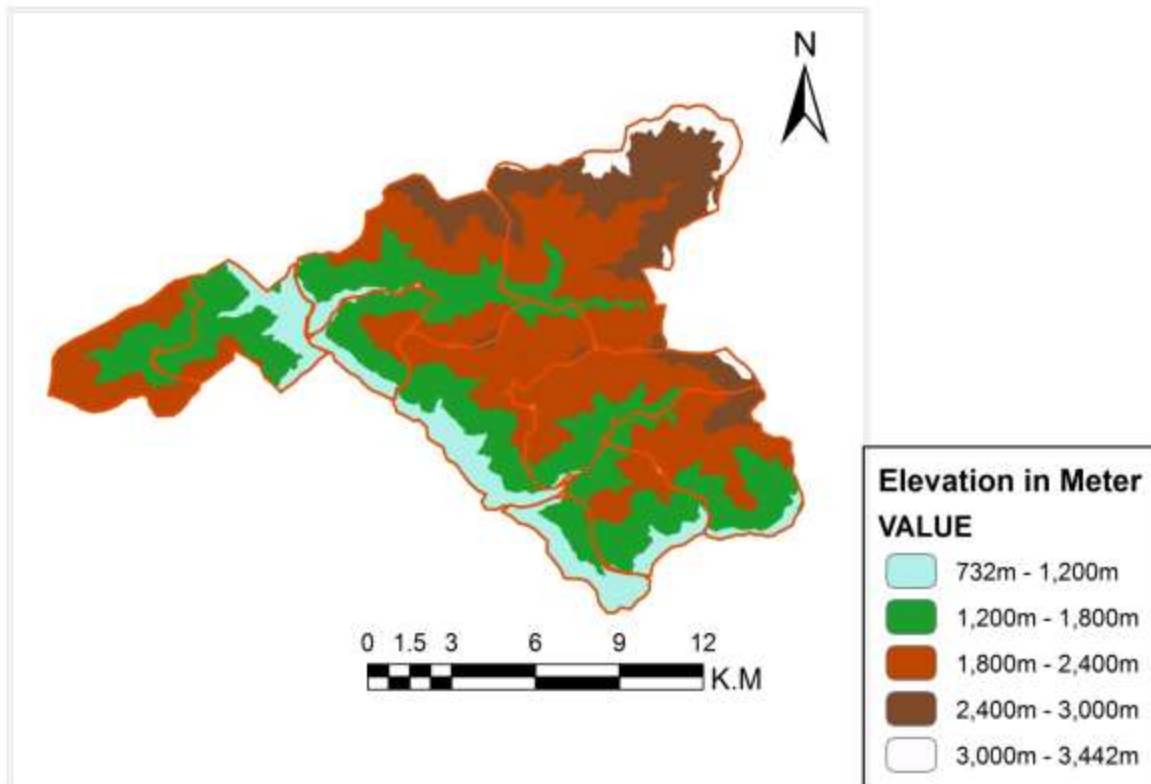 N
0 1.5 3 6 9 12
K.M
Elevation in Meter
VALUE
732m - 1,200m
1,200m - 1,800m
1,800m - 2,400m
2,400m - 3,000m
3,000m - 3,442m